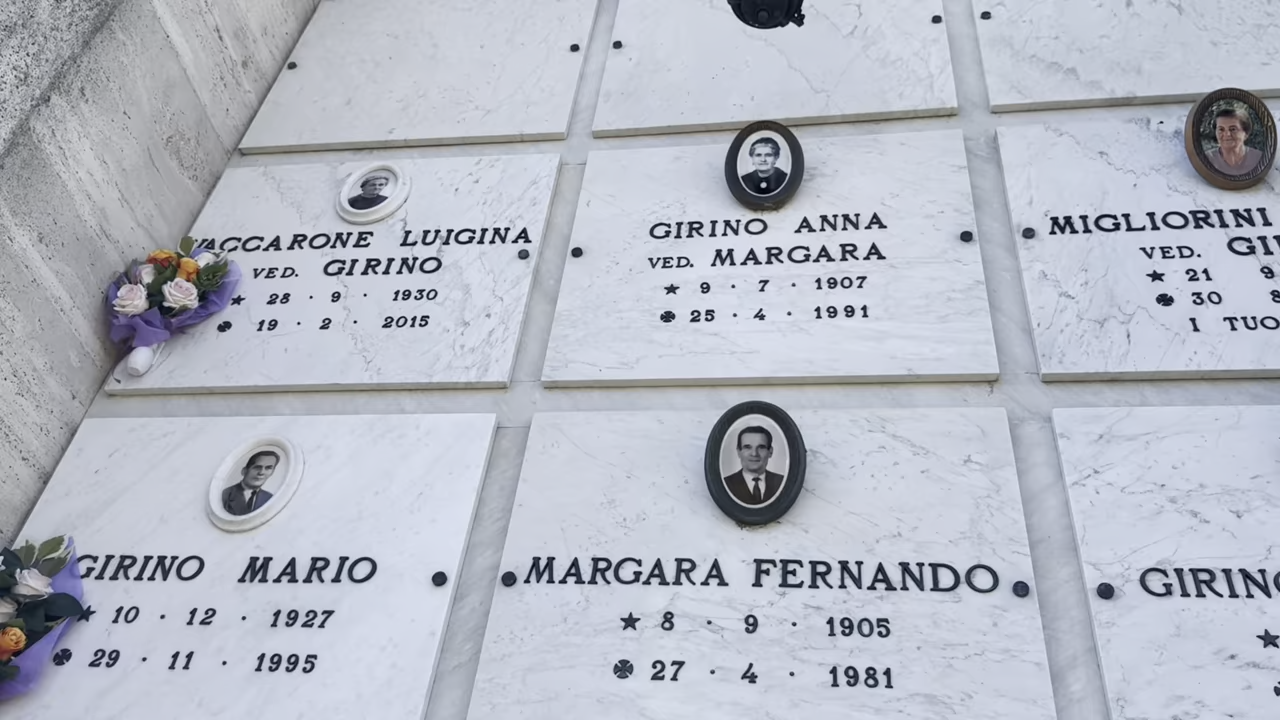 VACCARONE LUIGINA
VED. GIRINO
★ 28 · 9 · 1930
✠ 19 · 2 · 2015
GIRINO ANNA
VED. MARGARA
★ 9 · 7 · 1907
✠ 25 · 4 · 1991
MIGLIORINI
VED.
★ 21 9
✠ 30
I
GIRINO MARIO
★ 10 · 12 · 1927
✠ 29 · 11 · 1995
MARGARA FERNANDO
★ 8 · 9 · 1905
✠ 27 · 4 · 1981